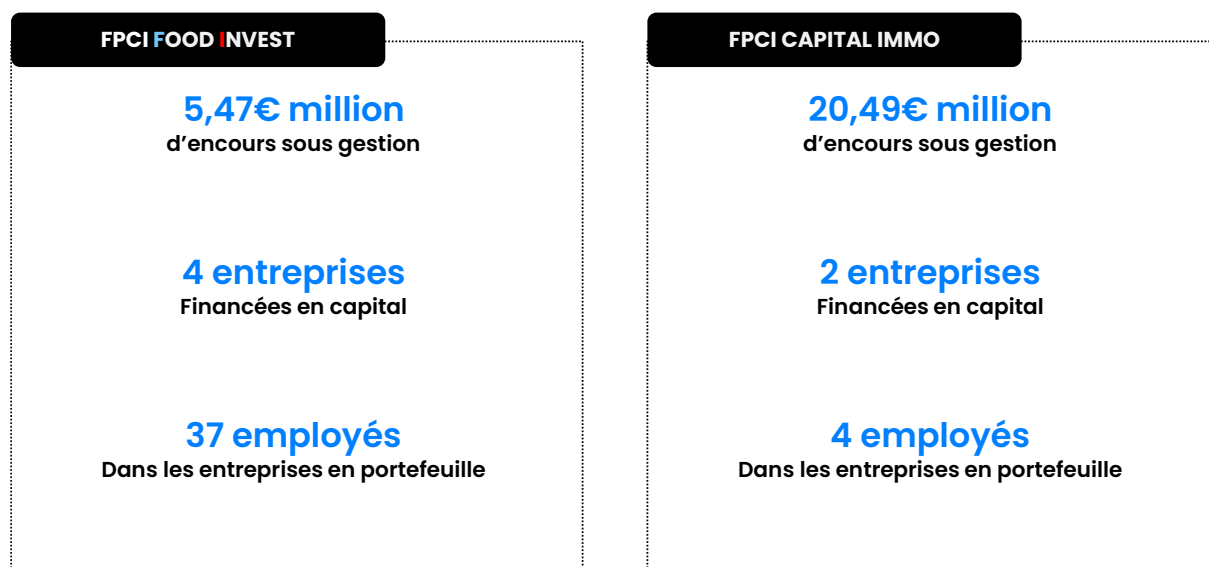 FPCI FOOD INVEST
5,47€ million
d’encours sous gestion
4 entreprises
Financées en capital
37 employés
Dans les entreprises en portefeuille
FPCI CAPITAL IMMO
20,49€ million
d’encours sous gestion
2 entreprises
Financées en capital
4 employés
Dans les entreprises en portefeuille